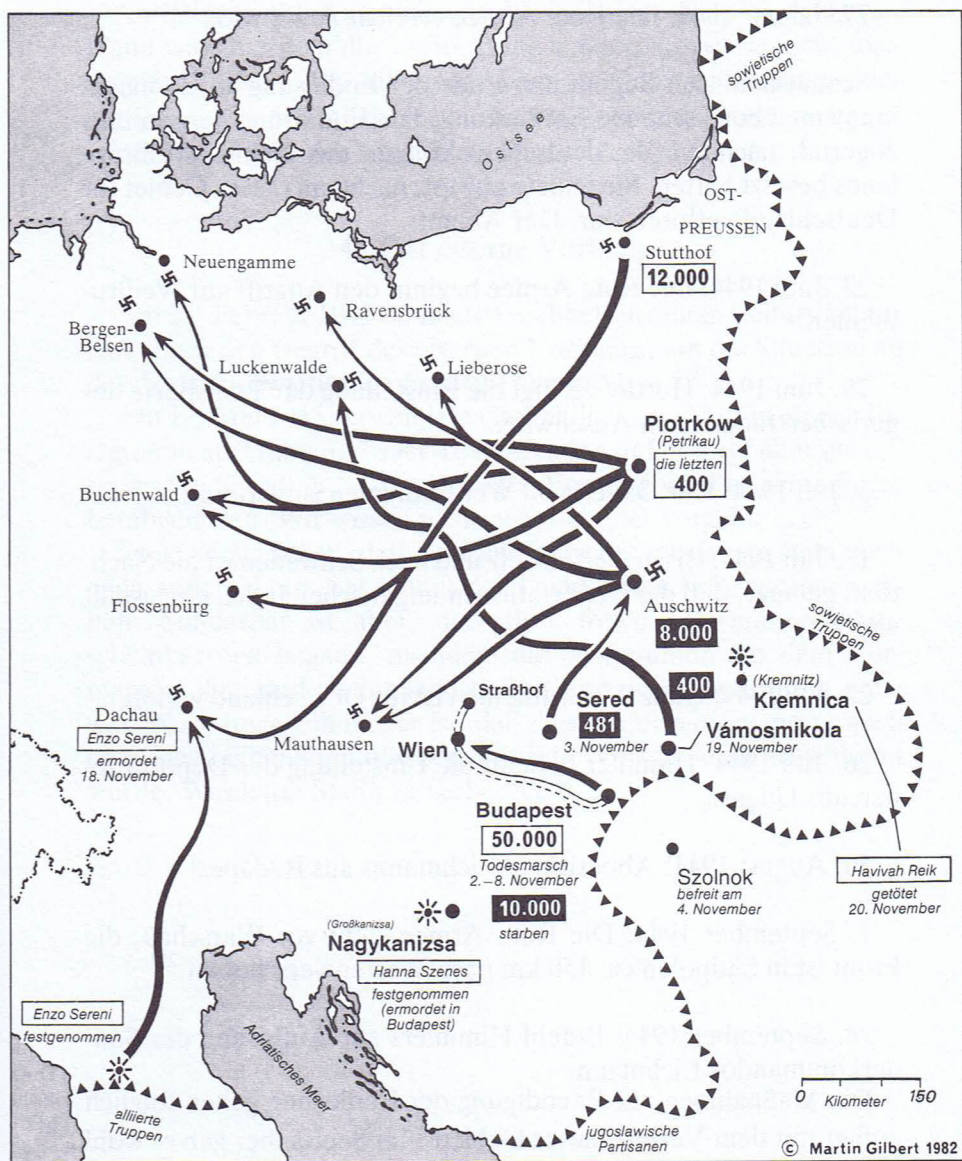 sowjetische
Truppen
Ostsee
OST-
PREUSSEN
Neuengamme
Stutthof
12.000
Ravensbrück
Bergen-
Belsen
Luckenwalde
Lieberose
Piotrków
(Petrikau)
die letzten
400
Buchenwald
Flossenbürg
Auschwitz
8.000
sowjetische
Truppen
400
(Kremnitz)
Kremnica
Straßhof
Sered
481
3. November
Vámosmikola
19. November
Dachau
Enzo Sereni
ermordet
18. November
Mauthausen
Wien
Budapest
50.000
Todesmarsch
2.–8. November
10.000
starben
Szolnok
befreit am
4. November
Havivah Reik
getötet
20. November
(Großkanizsa)
Nagykanizsa
Hanna Szenes
festgenommen
(ermordet in
Budapest)
Enzo Sereni
festgenommen
Adriatisches Meer
alliierte
Truppen
jugoslawische
Partisanen
0
150
Kilometer
© Martin Gilbert 1982